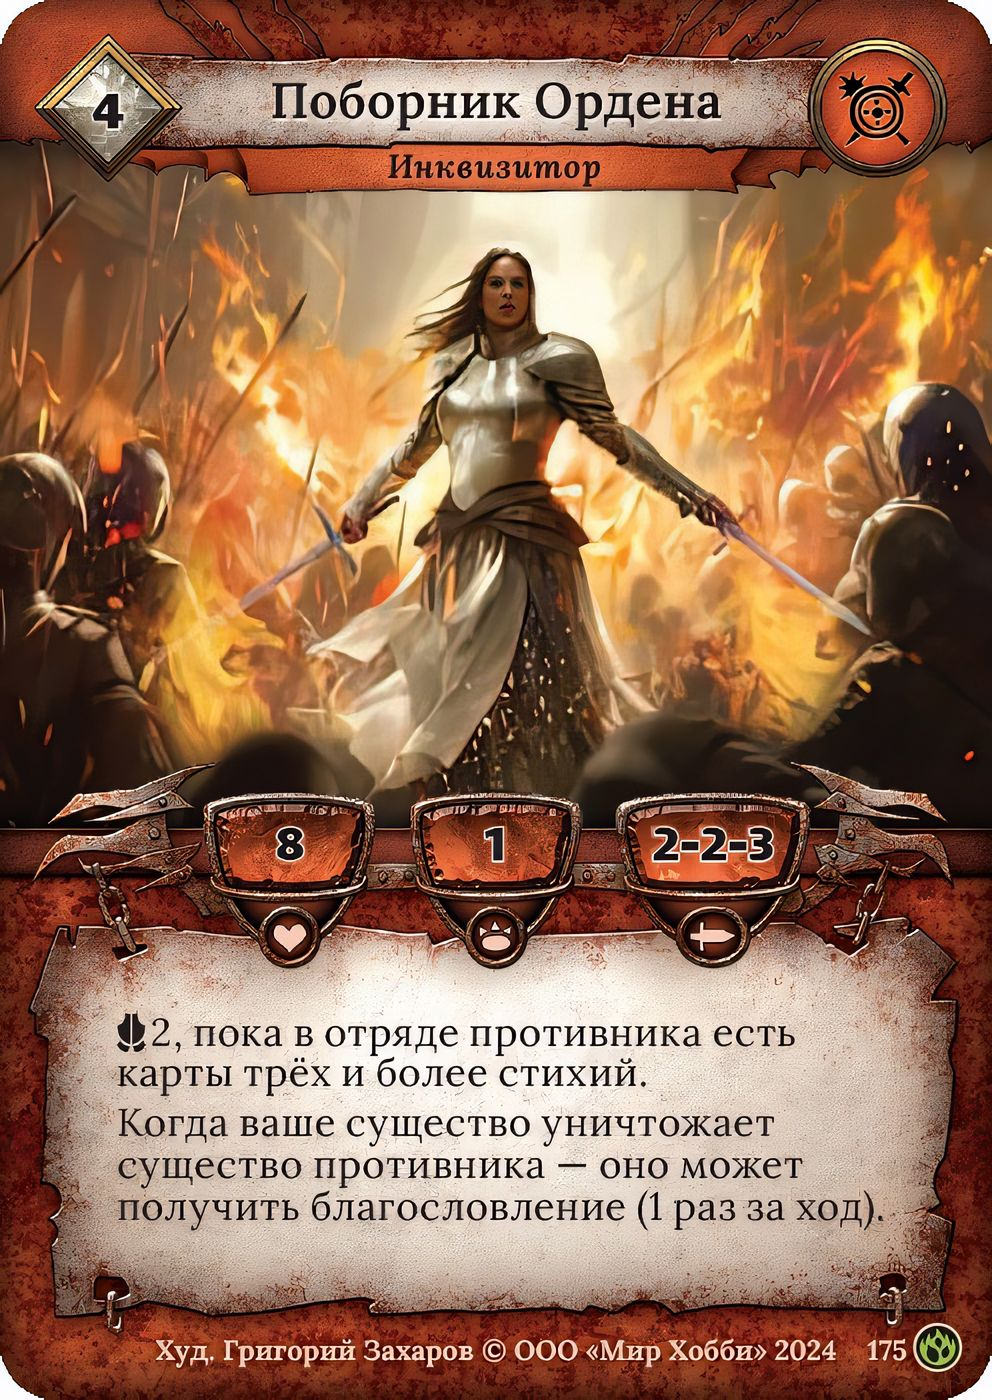 4
Поборник Ордена
Инквизитор
8 1 2-2-3
2, пока в отряде противника есть
карты трёх и более стихий.
Когда ваше существо уничтожает
существо противника — оно может
получить благословление (1 раз за ход).
Худ. Григорий Захаров © ООО «Мир Хобби» 2024 175